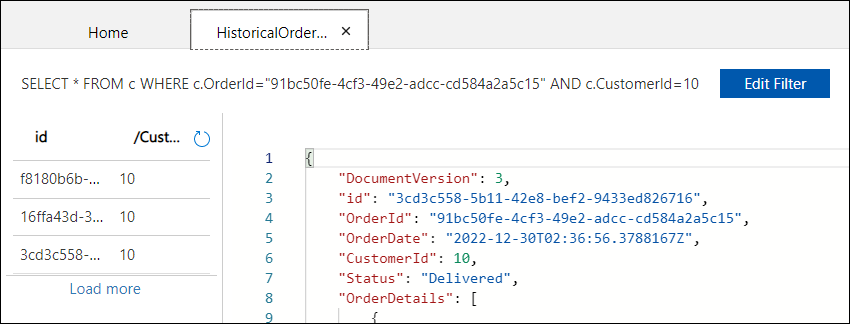 Home HistoricalOrder... ✕
SELECT * FROM c WHERE c.OrderId="91bc50fe-4cf3-49e2-adcc-cd584a2a5c15" AND c.CustomerId=10 Edit Filter
id /Cust...
f8180b6b-... 10
16ffa43d-3... 10
3cd3c558-... 10
Load more
1 {
2 "DocumentVersion": 3,
3 "id": "3cd3c558-5b11-42e8-bef2-9433ed826716",
4 "OrderId": "91bc50fe-4cf3-49e2-adcc-cd584a2a5c15",
5 "OrderDate": "2022-12-30T02:36:56.3788167Z",
6 "CustomerId": 10,
7 "Status": "Delivered",
8 "OrderDetails": [
9 {